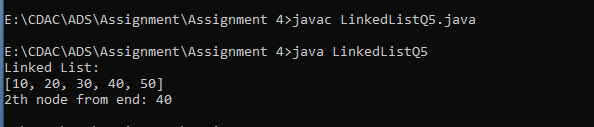 E:\CDAC\ADS\Assignment\Assignment 4>javac LinkedListQ5.java
E:\CDAC\ADS\Assignment\Assignment 4>java LinkedListQ5
Linked List:
[10, 20, 30, 40, 50]
2th node from end: 40